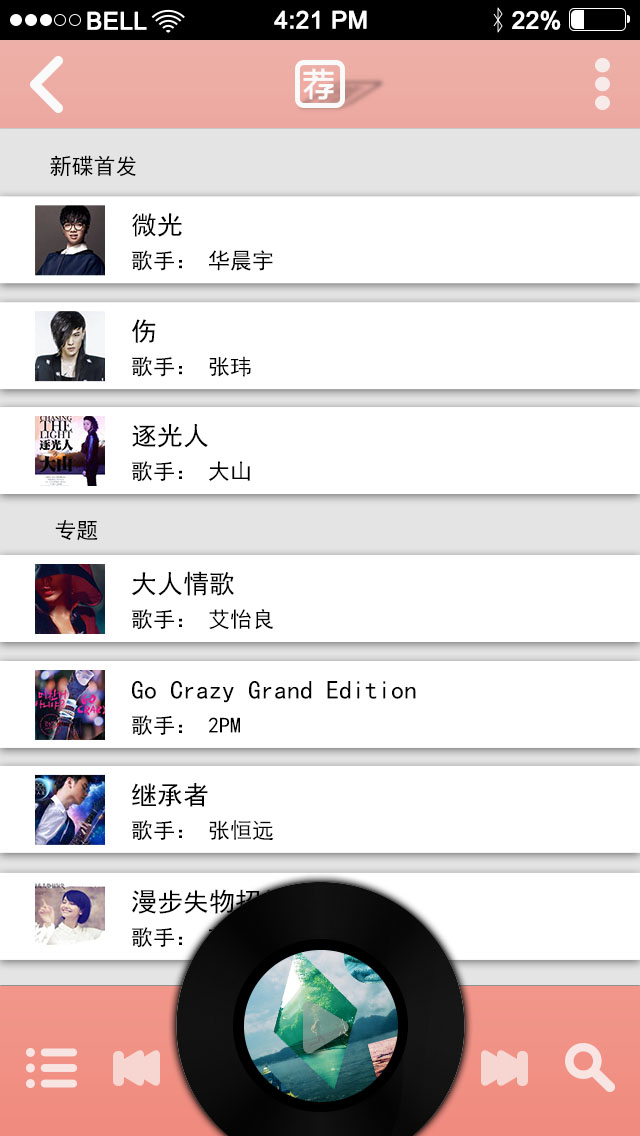 BELL 4:21 PM 22%
荐
新碟首发
微光
歌手： 华晨宇
伤
歌手： 张玮
CHASING
THE
LIGHT
逐光人
大山
逐光人
歌手： 大山
专题
大人情歌
歌手： 艾怡良
GO
CRAZY
Go Crazy Grand Edition
歌手： 2PM
继承者
歌手： 张恒远
漫步失物招
歌手：